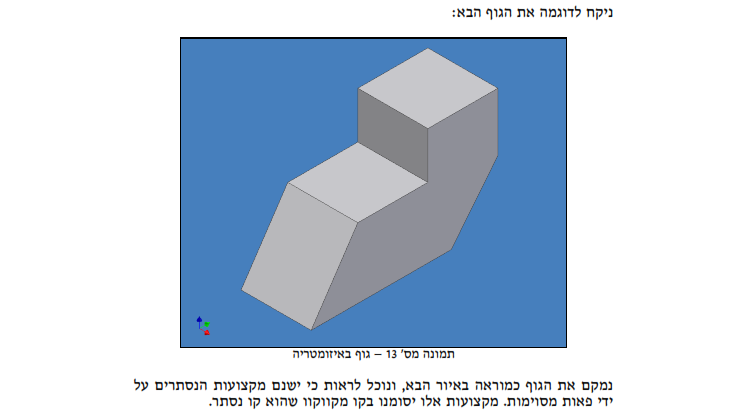 ניקח לדוגמה את הגוף הבא:
תמונה מס' 13 – גוף באיזומטריה
נמקם את הגוף כמוראה באיור הבא, ונוכל לראות כי ישנם מקצועות הנסתרים על
ידי פאות מסוימות. מקצועות אלו יסומנו בקו מקווקוו שהוא קו נסתר.